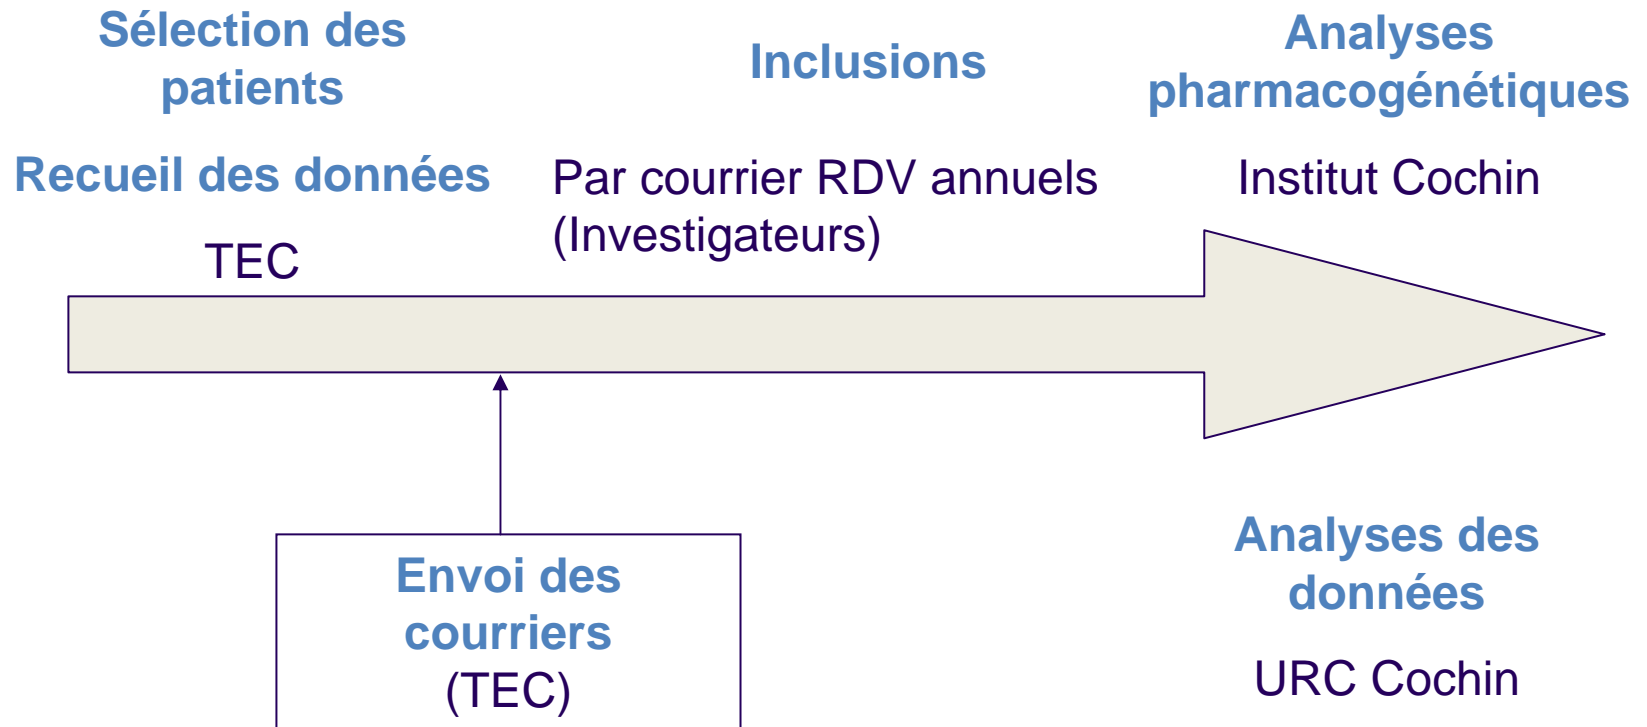 Sélection des
patients
Recueil des données
TEC
Inclusions
Par courrier RDV annuels
(Investigateurs)
Analyses
pharmacogénétiques
Institut Cochin
Envoi des
courriers
(TEC)
Analyses des
données
URC Cochin